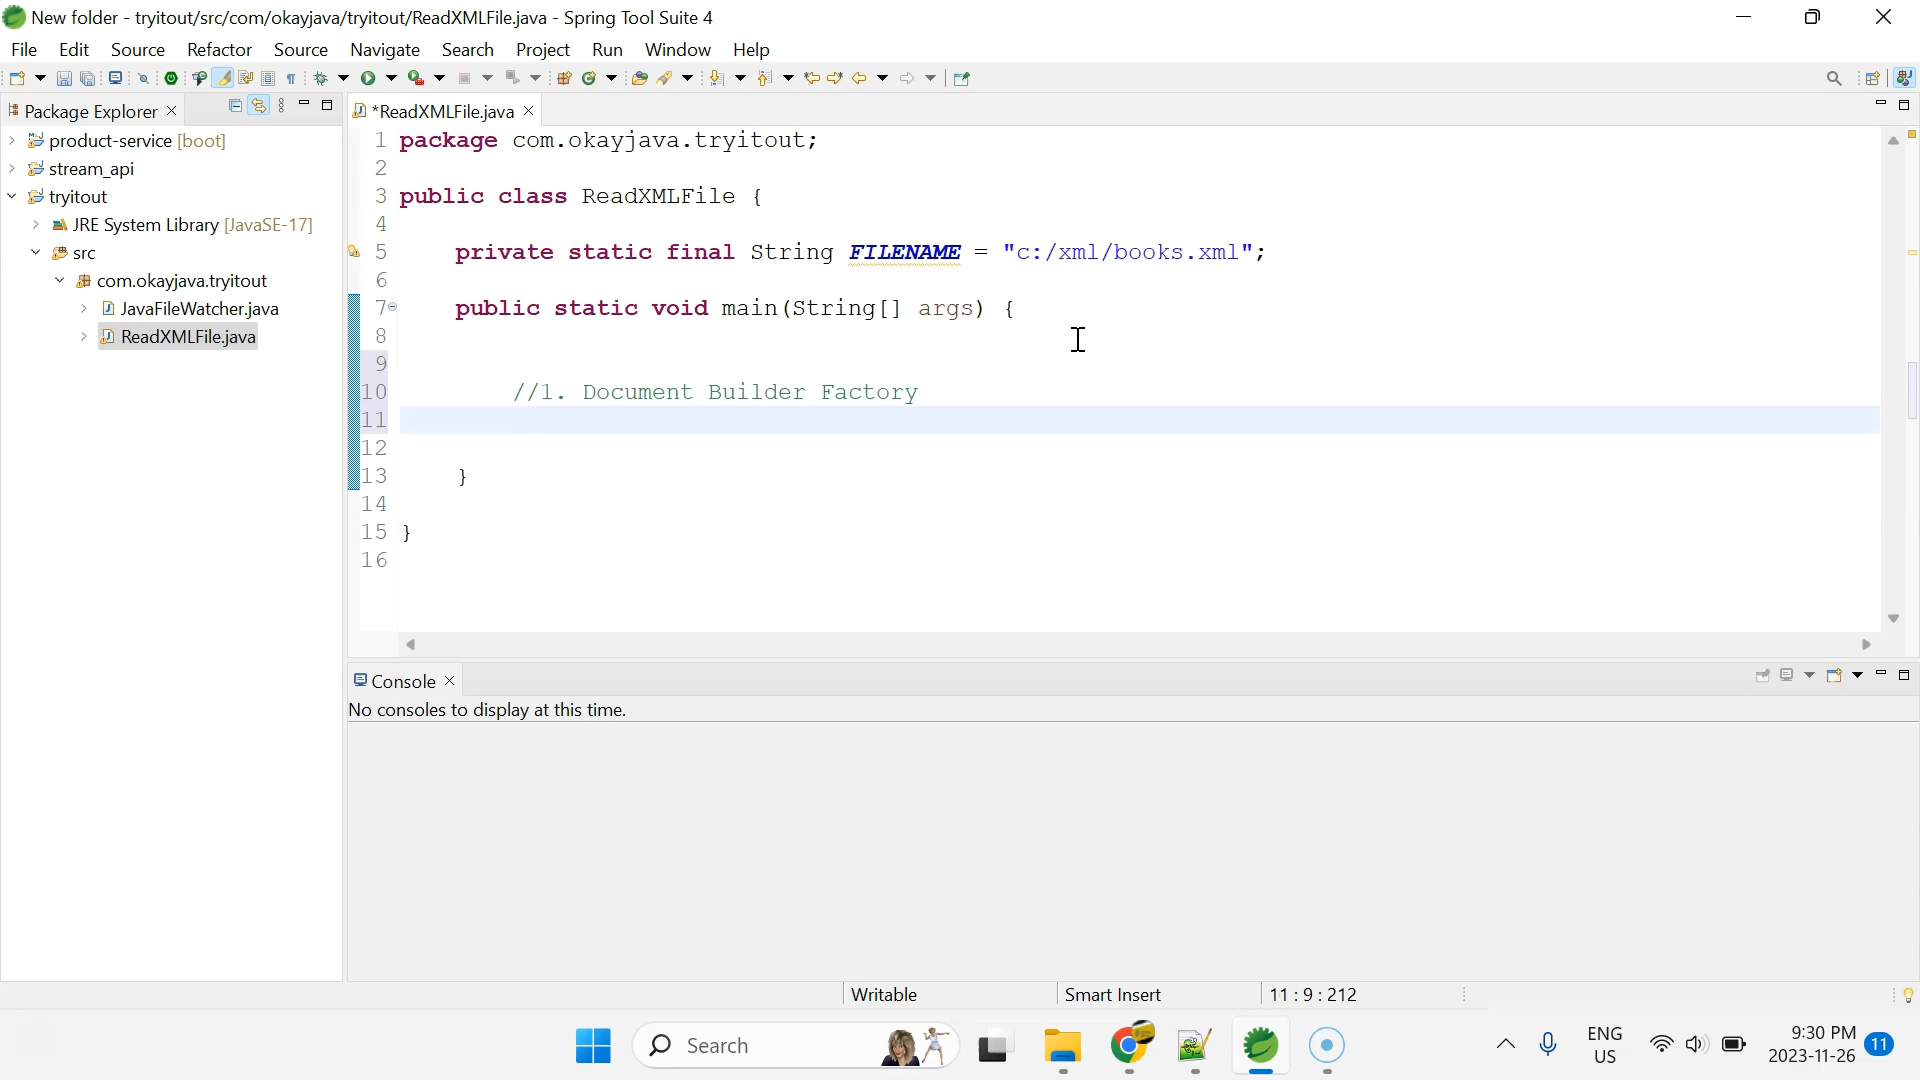 New folder - tryitout/src/com/okayjava/tryitout/ReadXMLFile.java - Spring Tool Suite 4
File Edit Source Refactor Source Navigate Search Project Run Window Help
Package Explorer
*ReadXMLFile.java
product-service [boot]
stream_api
tryitout
JRE System Library [JavaSE-17]
src
com.okayjava.tryitout
JavaFileWatcher.java
ReadXMLFile.java
1 package com.okayjava.tryitout;
2
3 public class ReadXMLFile {
4
5 private static final String FILENAME = "c:/xml/books.xml";
6
7 public static void main(String[] args) {
8
9
10 //1. Document Builder Factory
11
12
13 }
14
15 }
16
Console
No consoles to display at this time.
Writable Smart Insert 11 : 9 : 212
Search
ENG
US
9:30 PM
2023-11-26
11